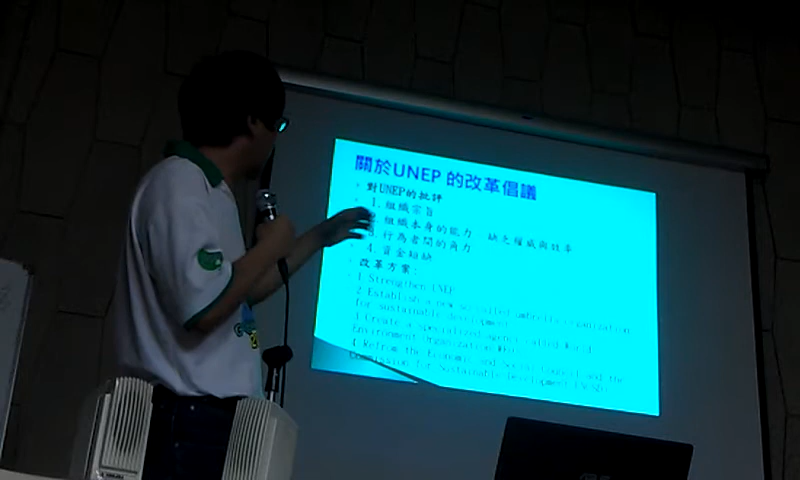 關於UNEP 的改革倡議
對UNEP的批評
1.組織宗旨
2.組織本身的能力 缺乏權威與效率
3.行為者間的角力
4.資金短缺
改革方案:
1.Strengthen UNEP
2.Establish a new so-called umbrella organization
for sustainable development
3.Create a specialized agency called World
Environment Organization
4.Refrom the Economic and Social Council and the
Commission for Sustainable Development